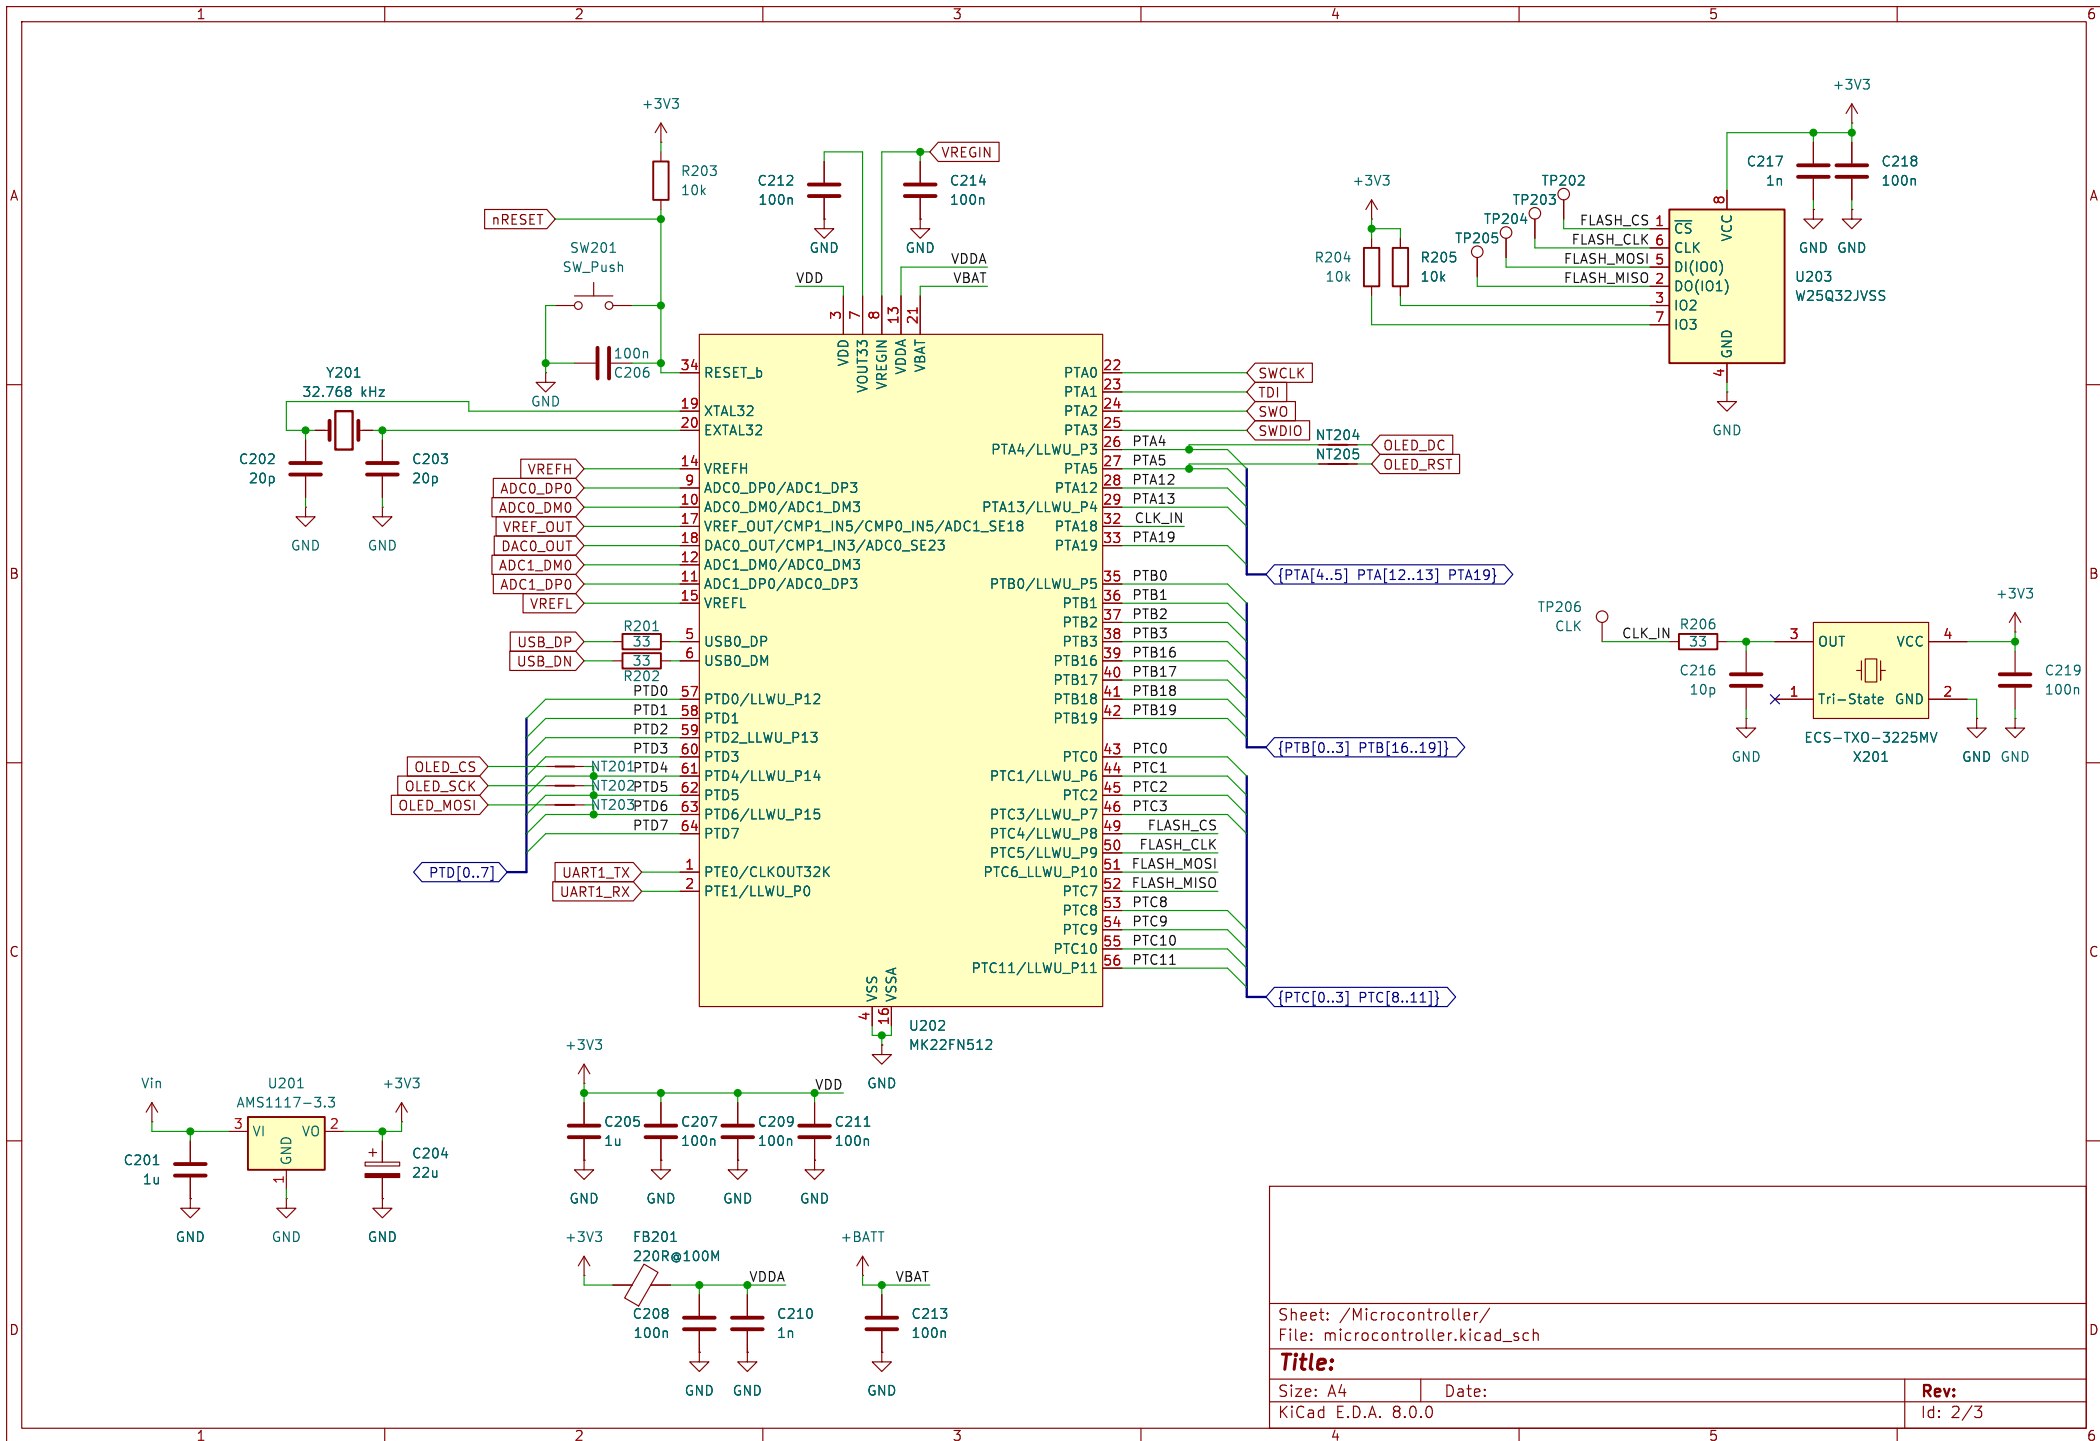 1 2 3 4 5 6
A
B
C
D
A
B
C
D
1 2 3 4 5 6
+3V3
R203
10k
nRESET
SW201
SW_Push
100n
C206
GND
Y201
32.768 kHz
C202
20p
C203
20p
GND
GND
C212
100n
GND
VREGIN
C214
100n
GND
VDD
VDDA
VBAT
3
7
8
13
21
VDD
VOUT33
VREGIN
VDDA
VBAT
34 RESET_b
19 XTAL32
20 EXTAL32
VREFH 14 VREFH
ADC0_DP0 9 ADC0_DP0/ADC1_DP3
ADC0_DM0 10 ADC0_DM0/ADC1_DM3
VREF_OUT 17 VREF_OUT/CMP1_IN5/CMP0_IN5/ADC1_SE18
DAC0_OUT 18 DAC0_OUT/CMP1_IN3/ADC0_SE23
ADC1_DM0 12 ADC1_DM0/ADC0_DM3
ADC1_DP0 11 ADC1_DP0/ADC0_DP3
VREFL 15 VREFL
R201
USB_DP 33 5 USB0_DP
USB_DN 33 6 USB0_DM
R202
PTD0 57 PTD0/LLWU_P12
PTD1 58 PTD1
PTD2 59 PTD2_LLWU_P13
PTD3 60 PTD3
OLED_CS NT201 PTD4 61 PTD4/LLWU_P14
OLED_SCK NT202 PTD5 62 PTD5
OLED_MOSI NT203 PTD6 63 PTD6/LLWU_P15
PTD7 64 PTD7
PTD[0..7]
UART1_TX 1 PTE0/CLKOUT32K
UART1_RX 2 PTE1/LLWU_P0
PTA0 22 SWCLK
PTA1 23 TDI
PTA2 24 SWO
PTA3 25 SWDIO
PTA4/LLWU_P3 26 PTA4 NT204 OLED_DC
PTA5 27 PTA5 NT205 OLED_RST
PTA12 28 PTA12
PTA13/LLWU_P4 29 PTA13
PTA18 32 CLK_IN
PTA19 33 PTA19
{PTA[4..5] PTA[12..13] PTA19}
PTB0/LLWU_P5 35 PTB0
PTB1 36 PTB1
PTB2 37 PTB2
PTB3 38 PTB3
PTB16 39 PTB16
PTB17 40 PTB17
PTB18 41 PTB18
PTB19 42 PTB19
{PTB[0..3] PTB[16..19]}
PTC0 43 PTC0
PTC1/LLWU_P6 44 PTC1
PTC2 45 PTC2
PTC3/LLWU_P7 46 PTC3
PTC4/LLWU_P8 49 FLASH_CS
PTC5/LLWU_P9 50 FLASH_CLK
PTC6_LLWU_P10 51 FLASH_MOSI
PTC7 52 FLASH_MISO
PTC8 53 PTC8
PTC9 54 PTC9
PTC10 55 PTC10
PTC11/LLWU_P11 56 PTC11
{PTC[0..3] PTC[8..11]}
VSS
VSSA
4
16
U202
MK22FN512
GND
+3V3
R204
10k
R205
10k
TP202
TP203
TP204
TP205
FLASH_CS 1 CS
FLASH_CLK 6 CLK
FLASH_MOSI 5 DI(IO0)
FLASH_MISO 2 DO(IO1)
3 IO2
7 IO3
8
VCC
GND
4
GND
U203
W25Q32JVSS
+3V3
C217
1n
C218
100n
GND
GND
TP206
CLK
CLK_IN
R206
33
C216
10p
GND
3 OUT
1 Tri-State
VCC 4
GND 2
ECS-TXO-3225MV
X201
+3V3
C219
100n
GND
GND
Vin
U201
AMS1117-3.3
+3V3
3 VI
VO 2
GND
1
C201
1u
C204
22u
+
GND
GND
GND
+3V3
VDD
C205
1u
C207
100n
C209
100n
C211
100n
GND
GND
GND
GND
+3V3
FB201
220R@100M
VDDA
C208
100n
C210
1n
GND
GND
+BATT
VBAT
C213
100n
GND
Sheet: /Microcontroller/
File: microcontroller.kicad_sch
Title:
Size: A4 Date: Rev:
KiCad E.D.A. 8.0.0 Id: 2/3